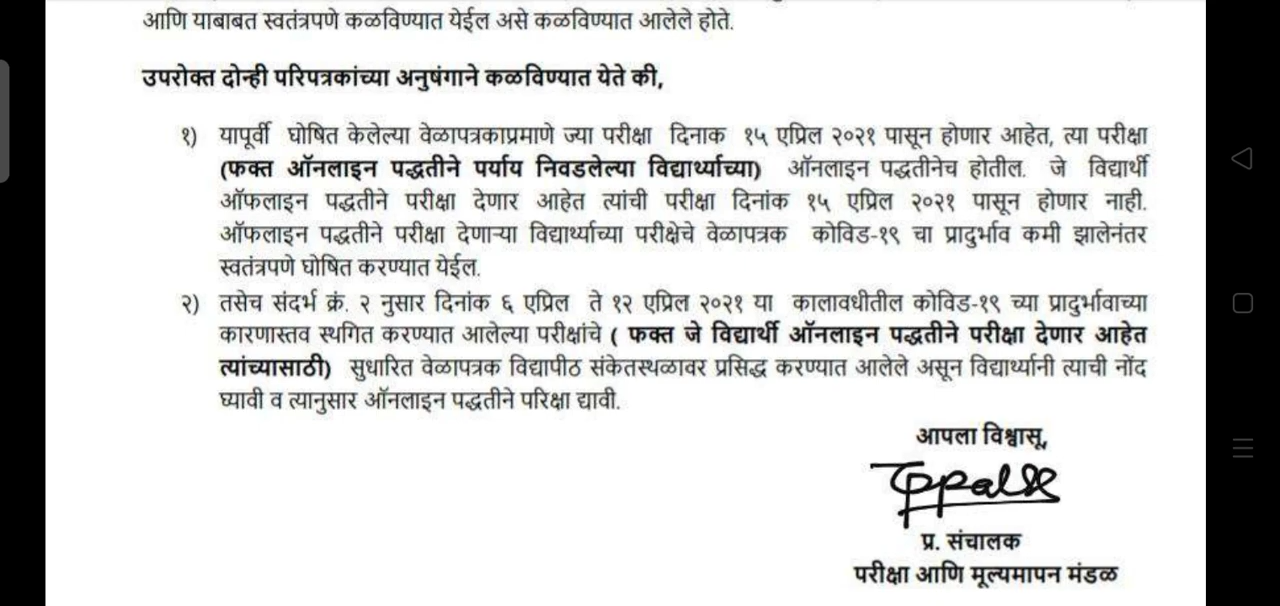 आणि याबाबत स्वतंत्रपणे कळविण्यात येईल असे कळविण्यात आलेले होते.
उपरोक्त दोन्ही परिपत्रकांच्या अनुषंगाने कळविण्यात येते की,
१) यापूर्वी घोषित केलेल्या वेळापत्रकाप्रमाणे ज्या परीक्षा दिनाक १५ एप्रिल २०२१ पासून होणार आहेत, त्या परीक्षा
(फक्त ऑनलाइन पद्धतीने पर्याय निवडलेल्या विद्यार्थ्याच्या) ऑनलाइन पद्धतीनेच होतील. जे विद्यार्थी
ऑफलाइन पद्धतीने परीक्षा देणार आहेत त्यांची परीक्षा दिनांक १५ एप्रिल २०२१ पासून होणार नाही.
ऑफलाइन पद्धतीने परीक्षा देणाऱ्या विद्यार्थ्याच्या परीक्षेचे वेळापत्रक कोविड-१९ चा प्रादुर्भाव कमी झालेनंतर
स्वतंत्रपणे घोषित करण्यात येईल.
२) तसेच संदर्भ क्रं. २ नुसार दिनांक ६ एप्रिल ते १२ एप्रिल २०२१ या कालावधीतील कोविड-१९ च्या प्रादुर्भावाच्या
कारणास्तव स्थगित करण्यात आलेल्या परीक्षांचे ( फक्त जे विद्यार्थी ऑनलाइन पद्धतीने परीक्षा देणार आहेत
त्यांच्यासाठी) सुधारित वेळापत्रक विद्यापीठ संकेतस्थळावर प्रसिद्ध करण्यात आलेले असून विद्यार्थ्यानी त्याची नोंद
घ्यावी व त्यानुसार ऑनलाइन पद्धतीने परिक्षा द्यावी.
आपला विश्वासू,
प्र. संचालक
परीक्षा आणि मूल्यमापन मंडळ